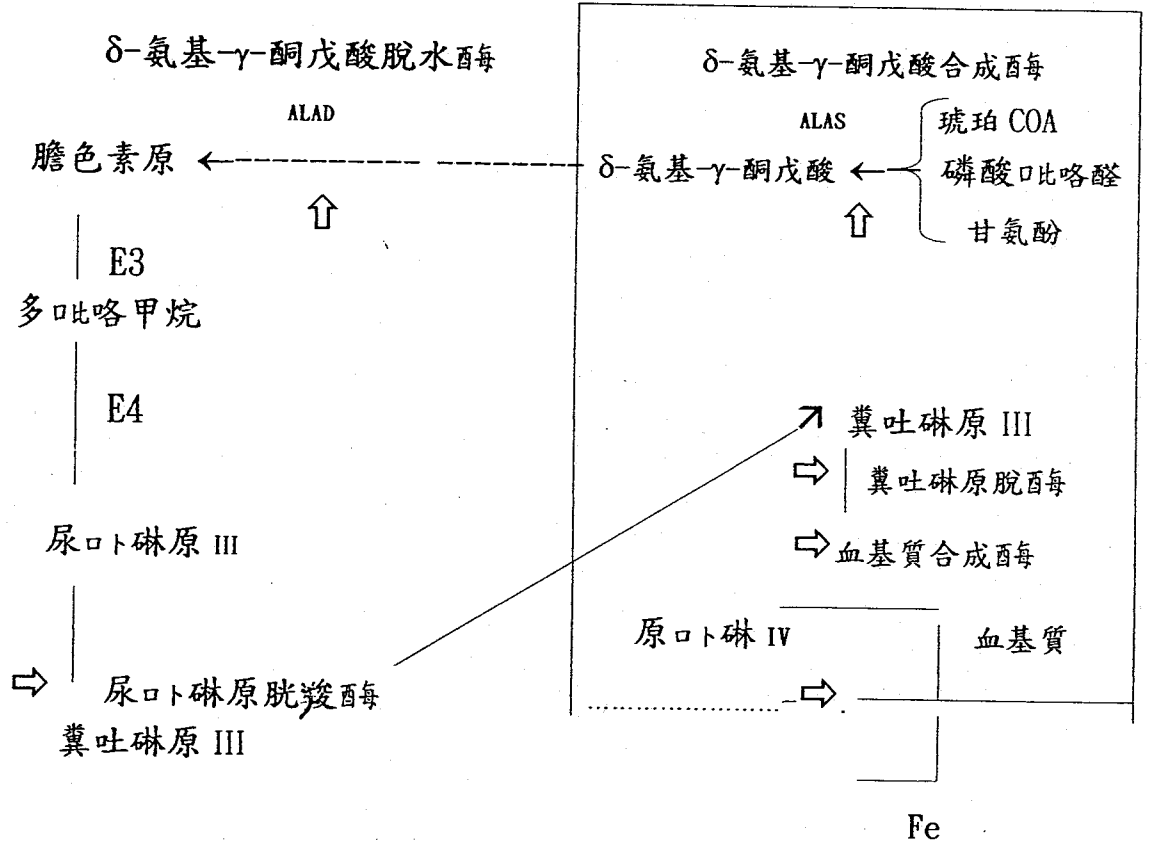 δ-氨基-γ-酮戊酸脫水酶
ALAD
膽色素原
E3
多吡咯甲烷
E4
尿卟啉原 III
尿卟啉原胱羧酶
糞吐啉原 III
δ-氨基-γ-酮戊酸合成酶
ALAS
琥珀 COA
δ-氨基-γ-酮戊酸
磷酸吡咯醛
甘氨酚
糞吐啉原 III
糞吐啉原脫酶
血基質合成酶
原卟啉 IV
血基質
Fe